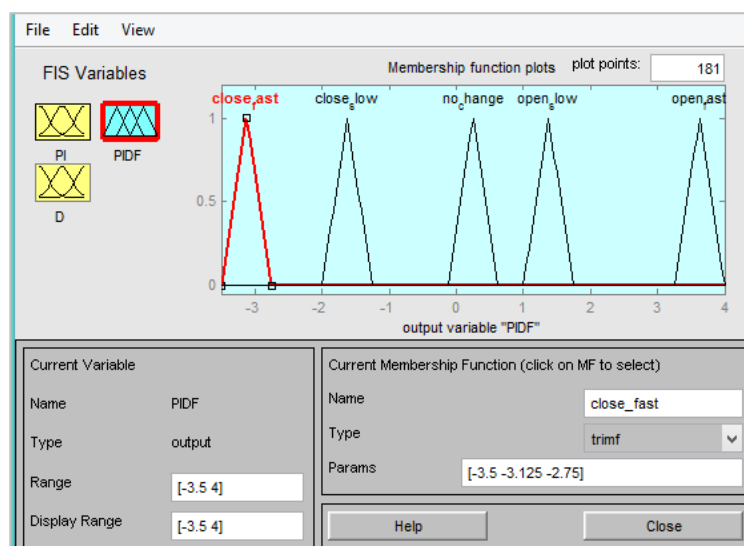 File Edit View
FIS Variables
PI
PIDF
D
Membership function plots
plot points:
181
close_fast close_slow no_change open_slow open_fast
1
0.5
0
-3 -2 -1 0 1 2 3 4
output variable "PIDF"
Current Variable
Name PIDF
Type output
Range [-3.5 4]
Display Range [-3.5 4]
Current Membership Function (click on MF to select)
Name close_fast
Type trimf
Params [-3.5 -3.125 -2.75]
Help Close